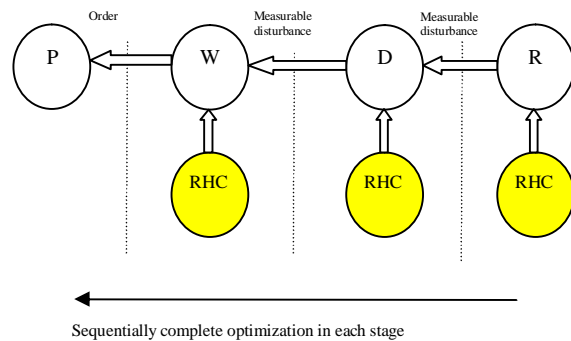 Order
Measurable
disturbance
Measurable
disturbance
P
W
D
R
RHC
RHC
RHC
Sequentially complete optimization in each stage